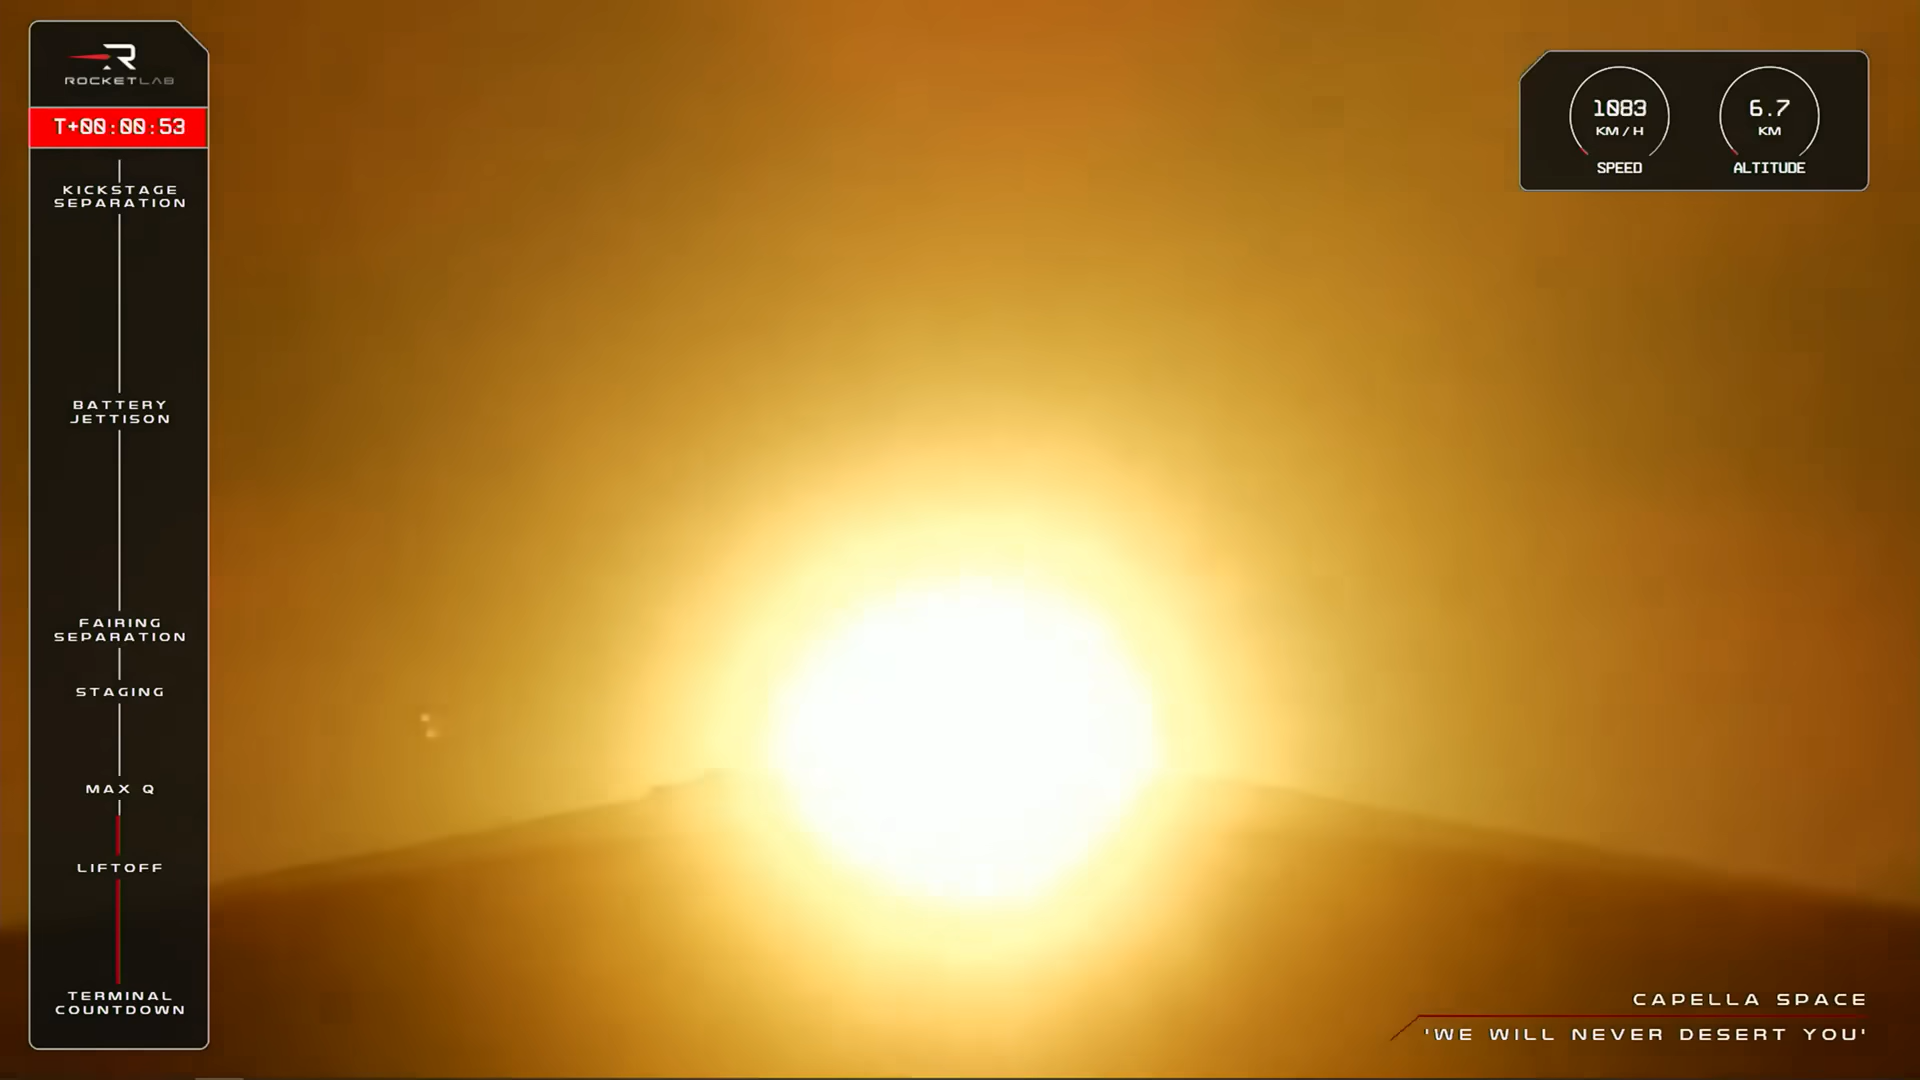 ROCKETLAB
T+00:00:53
KICKSTAGE
SEPARATION
BATTERY
JETTISON
FAIRING
SEPARATION
STAGING
MAX Q
LIFTOFF
TERMINAL
COUNTDOWN
1083
KM/H
SPEED
6.7
KM
ALTITUDE
CAPELLA SPACE
'WE WILL NEVER DESERT YOU'